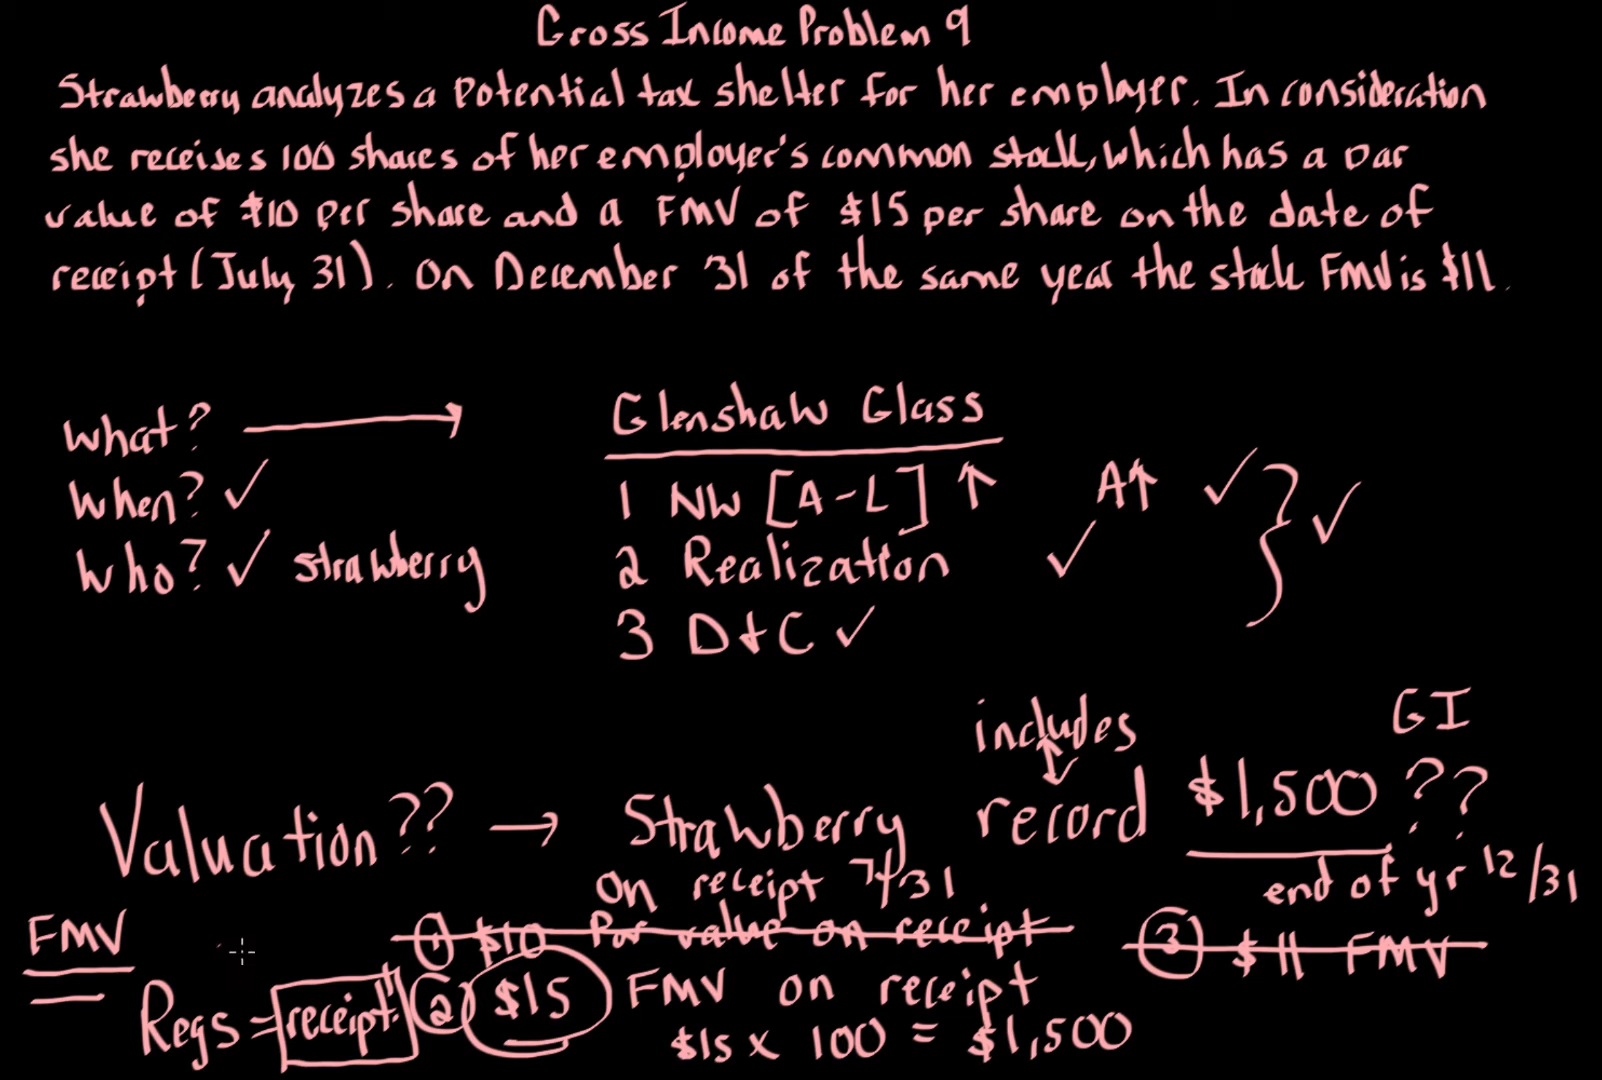 Gross Income Problem 9
Strawberry analyzes a potential tax shelter for her employer. In consideration
she receives 100 shares of her employer's common stock, which has a par
value of $10 per share and a FMV of $15 per share on the date of
receipt (July 31). On December 31 of the same year the stock FMV is $11.
What? →
When? ✓
Who? ✓ Strawberry
Glenshaw Glass
1 NW [A-L] ↑ A↑ ✓ } ✓
2 Realization ✓
3 D+C ✓
includes
GI
Valuation?? → Strawberry record $1,500 ??
On receipt 7/31
end of yr 12/31
FMV
① $10 Par value on receipt
③ $11 FMV
Regs = "receipt" ② $15 FMV on receipt
$15 x 100 = $1,500